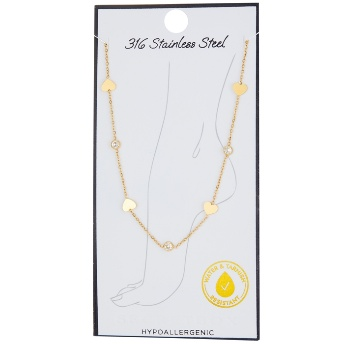 316 Stainless Steel
WATER & TARNISH
RESISTANT
HYPOALLERGENIC